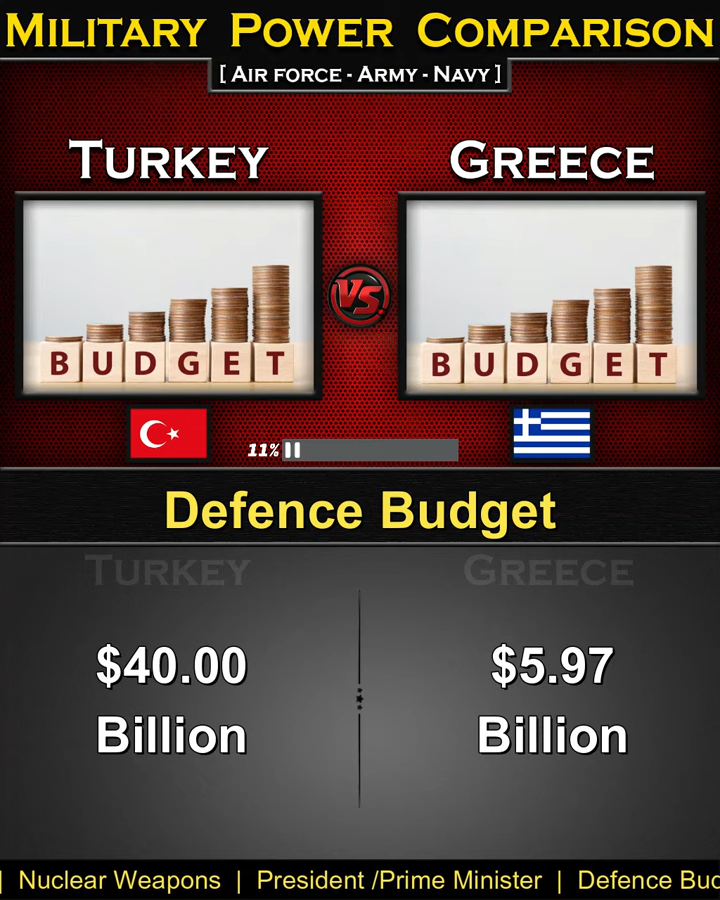 Military Power Comparison
[ Air force - Army - Navy ]
Turkey
Greece
BUDGET
VS.
BUDGET
11%
Defence Budget
Turkey
Greece
$40.00
Billion
$5.97
Billion
| Nuclear Weapons | President /Prime Minister | Defence Bud